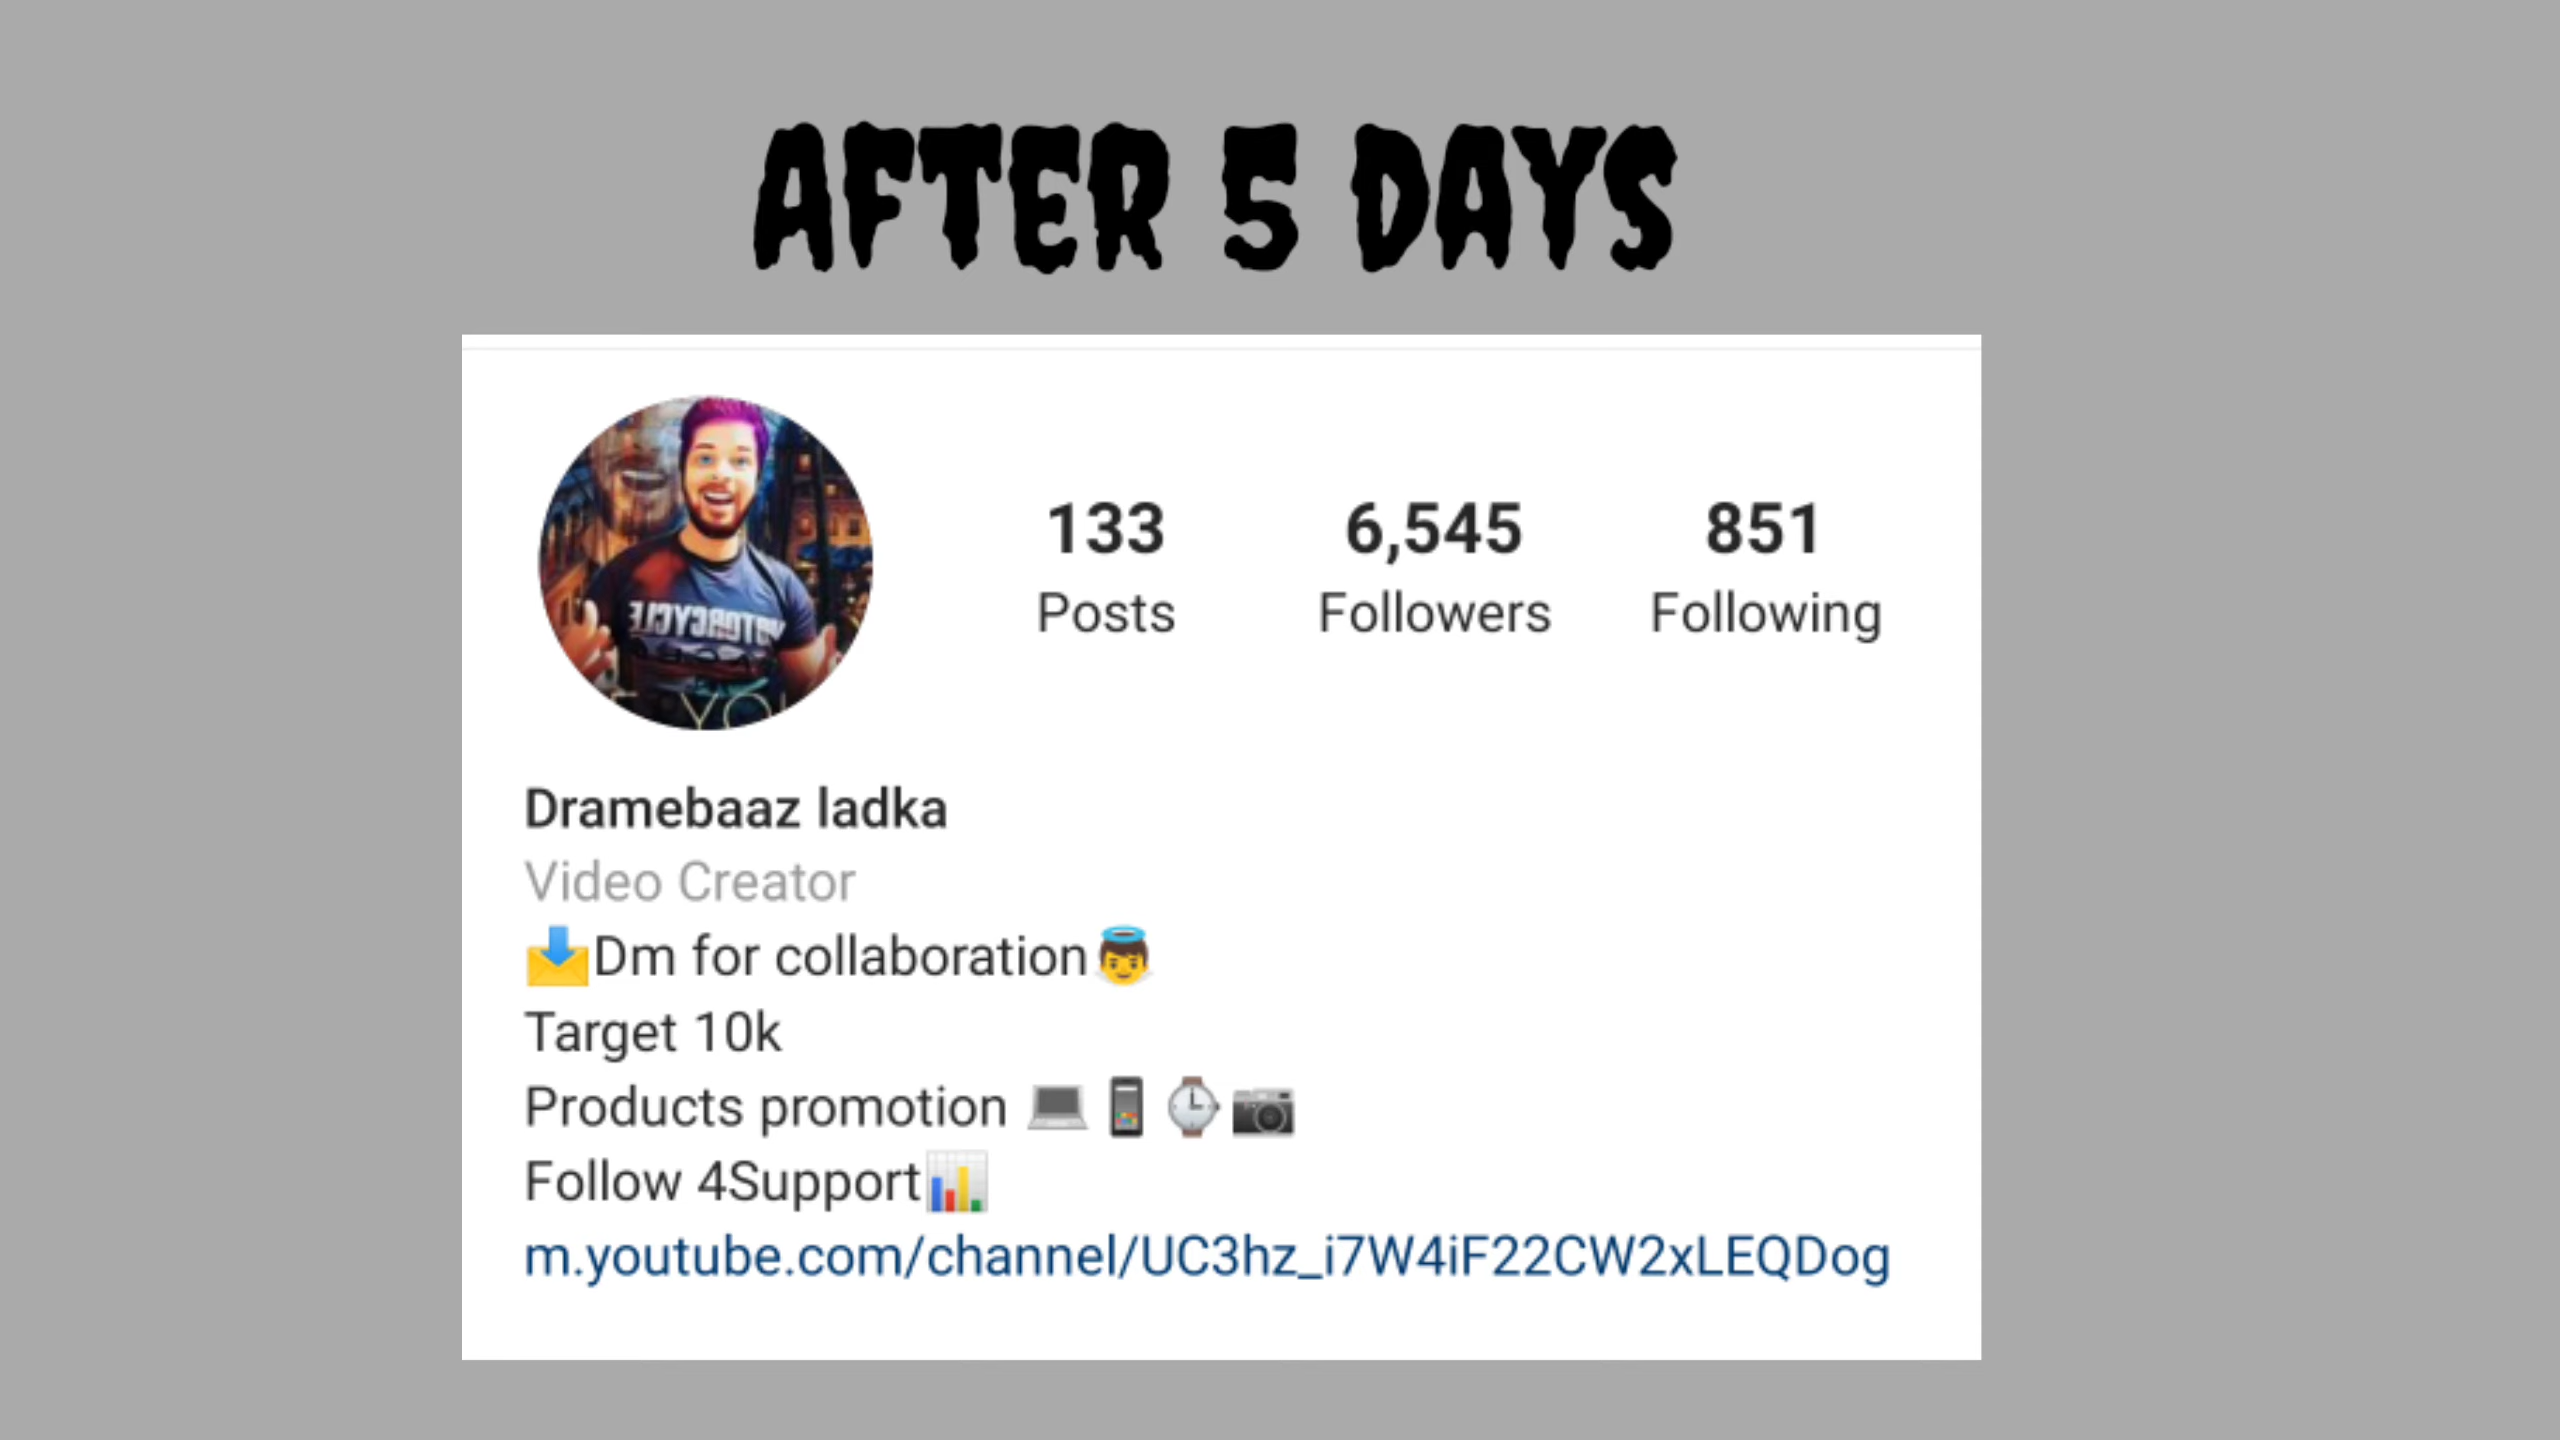 AFTER 5 DAYS
133 6,545 851
Posts Followers Following
Dramebaaz ladka
Video Creator
📩Dm for collaboration👼
Target 10k
Products promotion 💻📱⌚📷
Follow 4Support📊
m.youtube.com/channel/UC3hz_i7W4iF22CW2xLEQDog